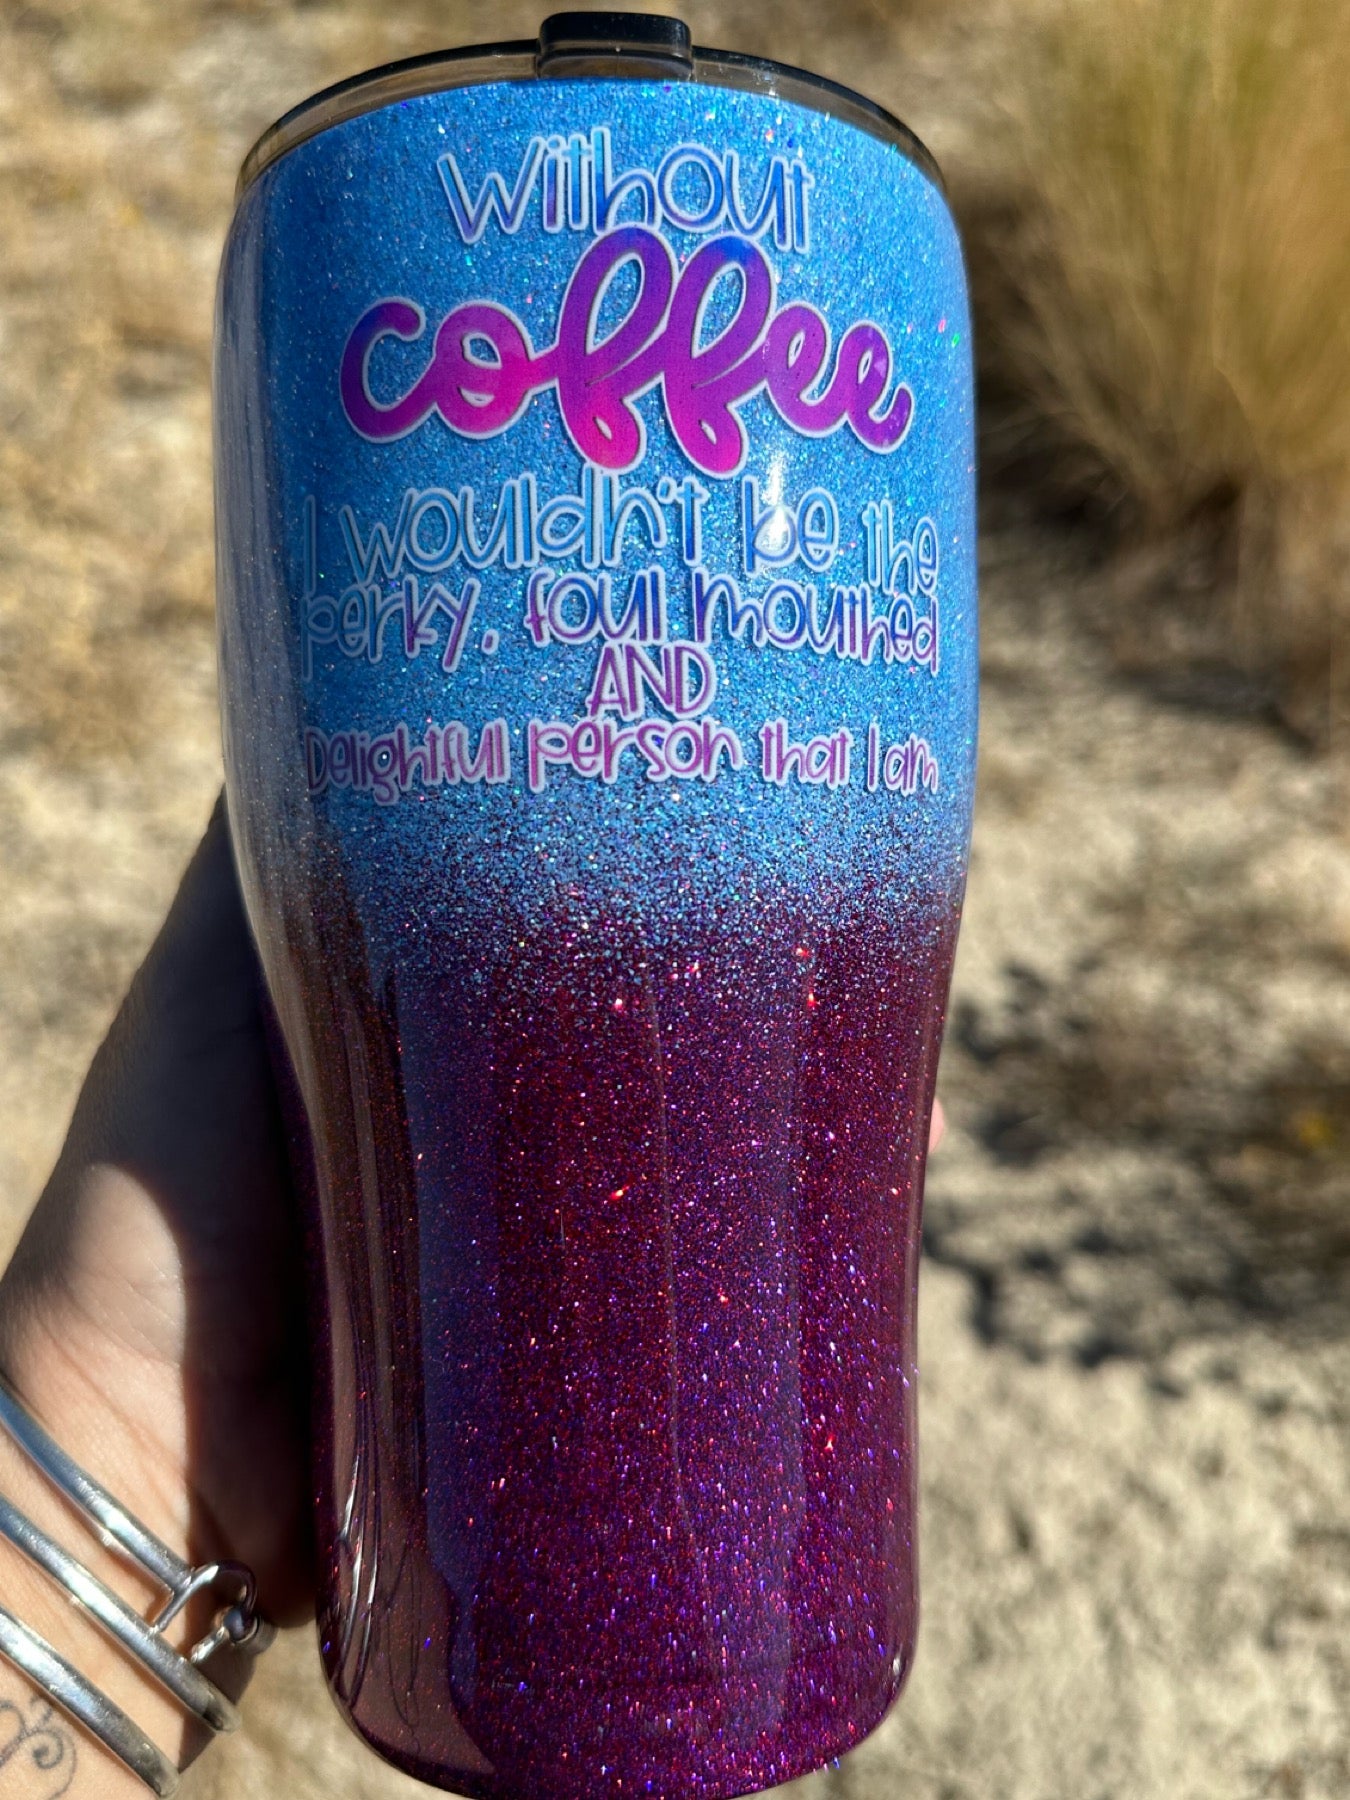 without
coffee
I wouldn't be the
perky, foul mouthed
AND
Delightful person that I am